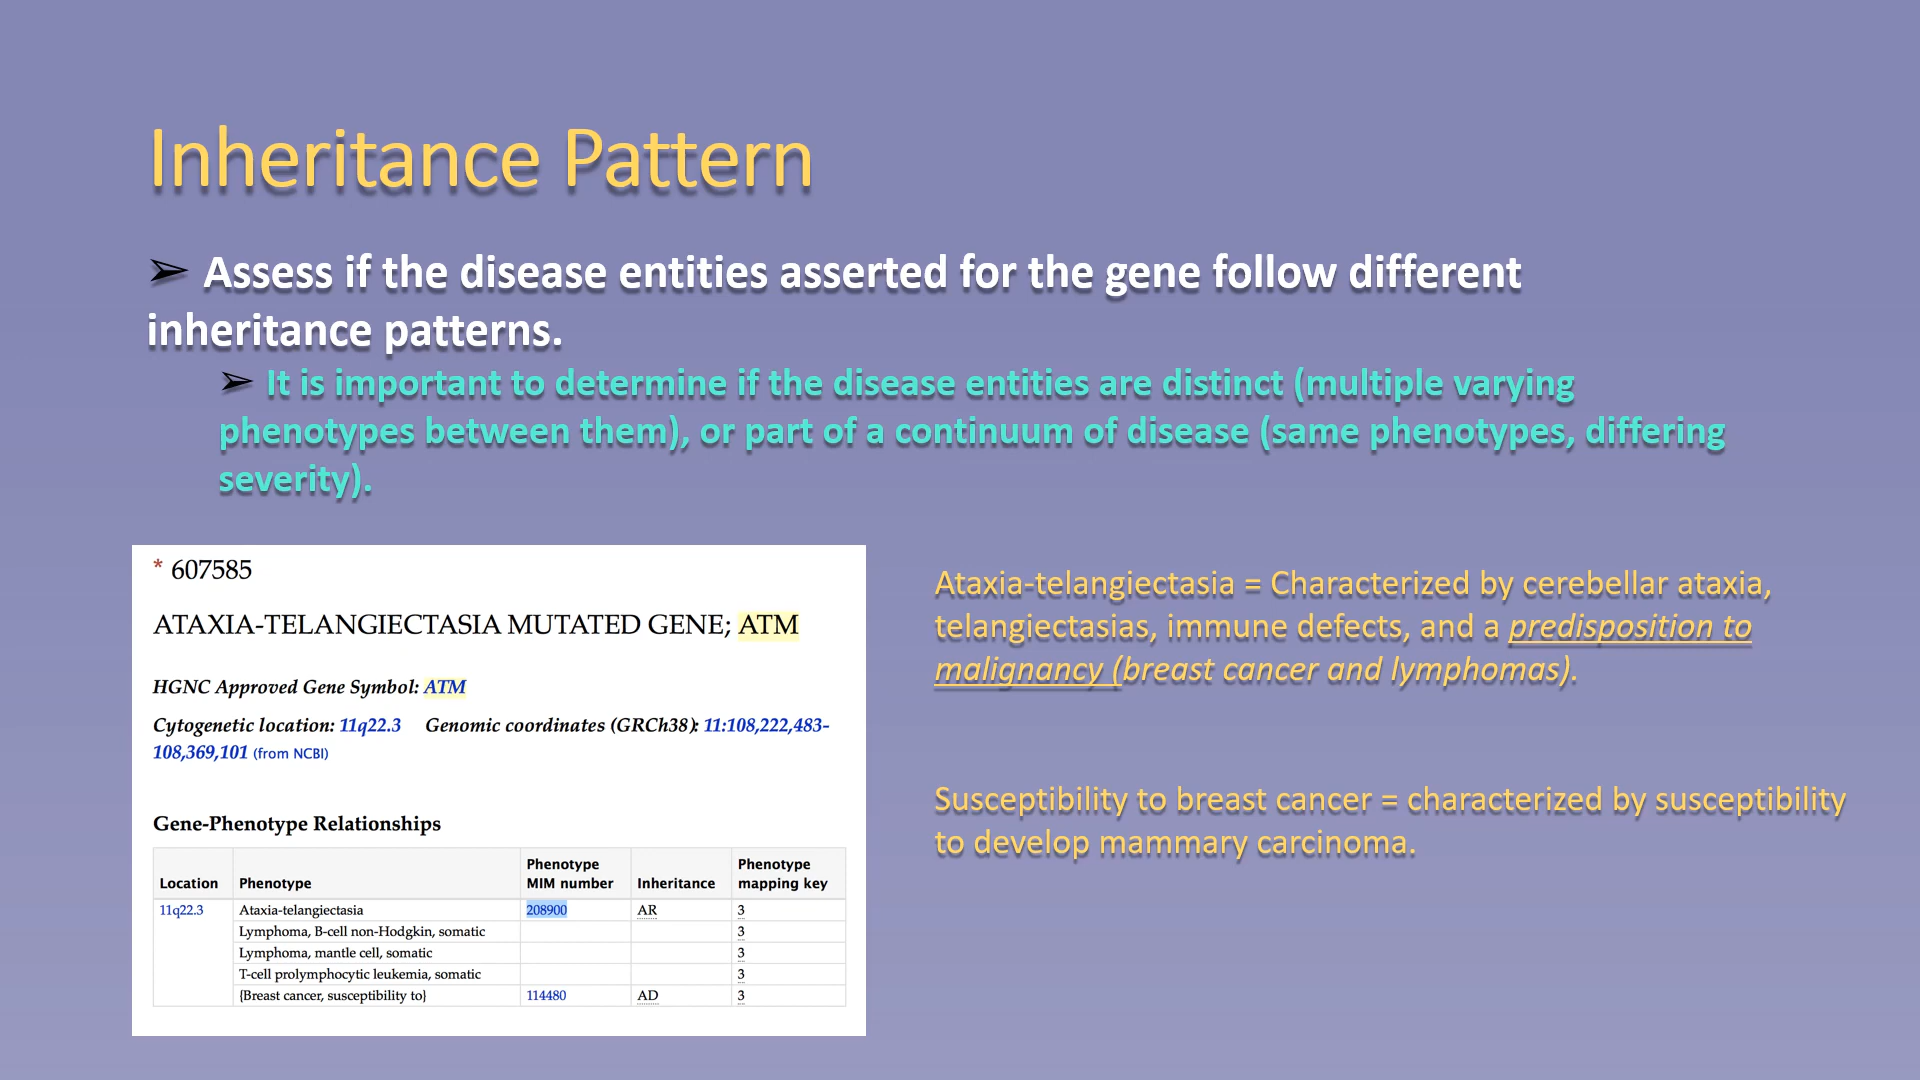 Inheritance Pattern
➢ Assess if the disease entities asserted for the gene follow different
inheritance patterns.
➢ It is important to determine if the disease entities are distinct (multiple varying
phenotypes between them), or part of a continuum of disease (same phenotypes, differing
severity).
* 607585
ATAXIA-TELANGIECTASIA MUTATED GENE; ATM
HGNC Approved Gene Symbol: ATM
Cytogenetic location: 11q22.3 Genomic coordinates (GRCh38): 11:108,222,483-
108,369,101 (from NCBI)
Gene-Phenotype Relationships
Location Phenotype Phenotype MIM number Inheritance Phenotype mapping key
11q22.3 Ataxia-telangiectasia 208900 AR 3
Lymphoma, B-cell non-Hodgkin, somatic 3
Lymphoma, mantle cell, somatic 3
T-cell prolymphocytic leukemia, somatic 3
{Breast cancer, susceptibility to} 114480 AD 3
Ataxia-telangiectasia = Characterized by cerebellar ataxia,
telangiectasias, immune defects, and a predisposition to
malignancy (breast cancer and lymphomas).
Susceptibility to breast cancer = characterized by susceptibility
to develop mammary carcinoma.